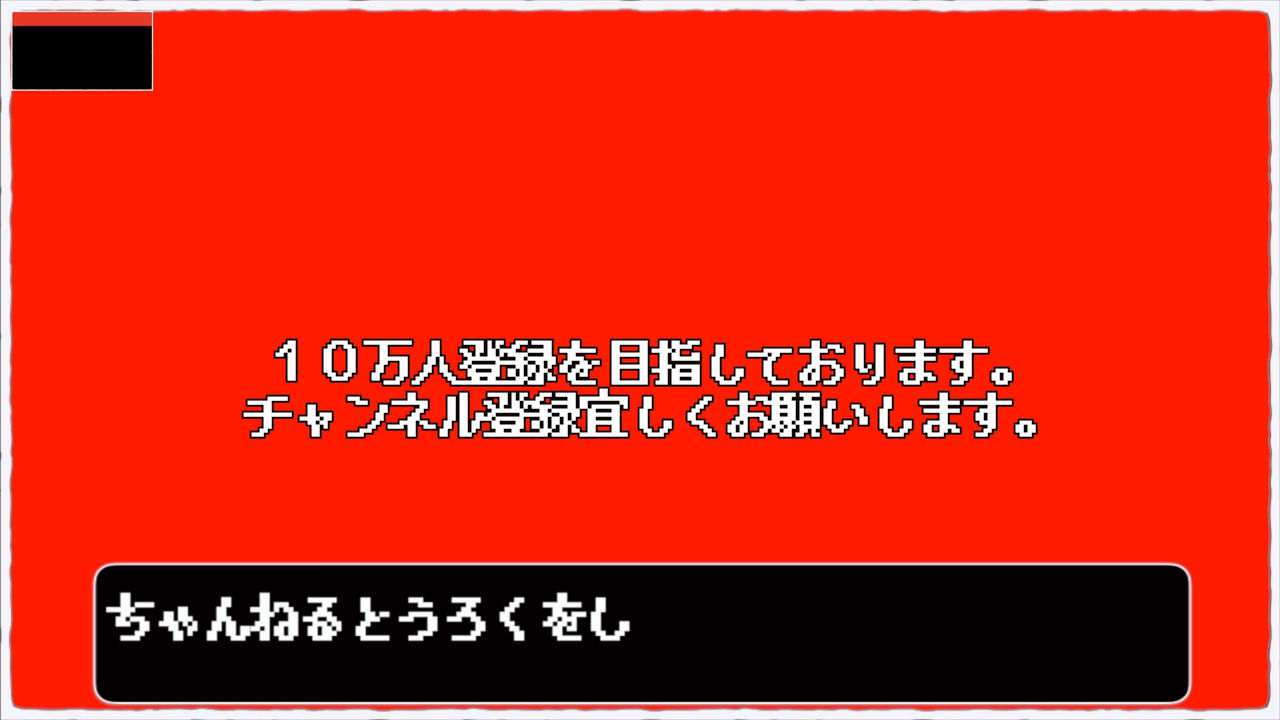 １０万人登録を目指しております。
チャンネル登録宜しくお願いします。
ちゃんねるとうろくをし